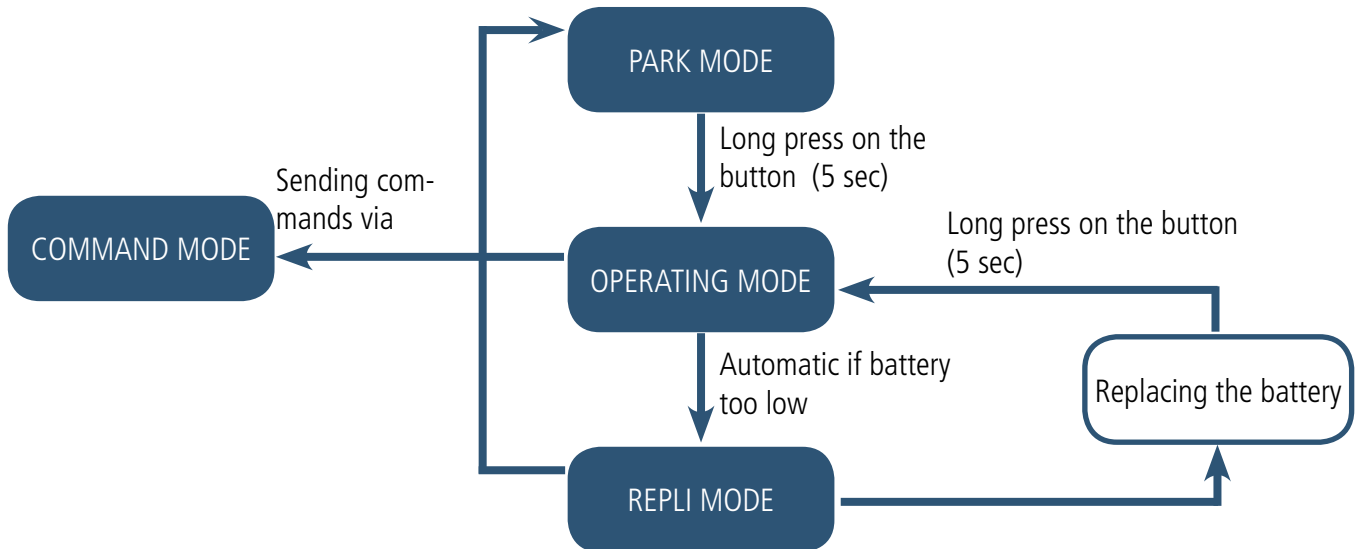 PARK MODE
Long press on the
button (5 sec)
Sending com-
mands via
COMMAND MODE
Long press on the button
(5 sec)
OPERATING MODE
Automatic if battery
too low
Replacing the battery
REPLI MODE